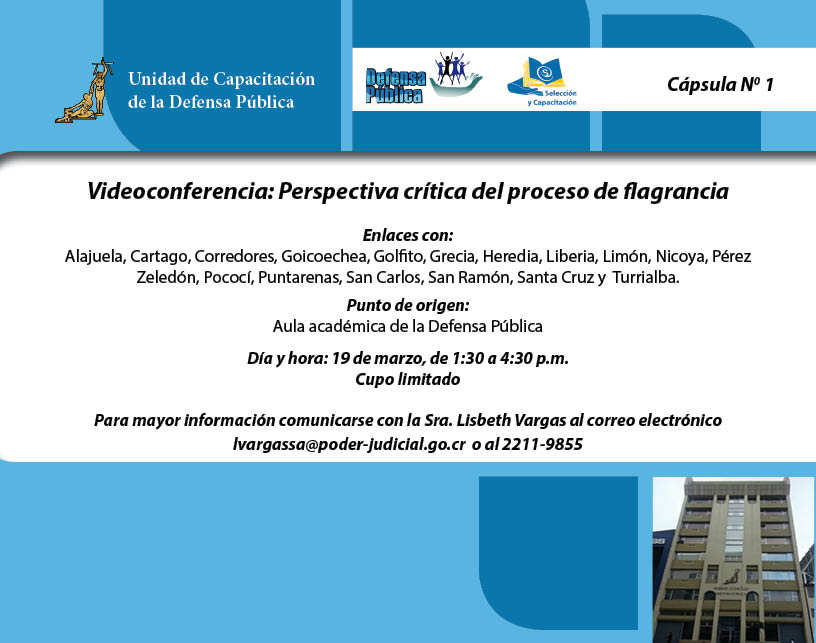 Unidad de Capacitación
de la Defensa Pública
Defensa
Pública
Selección
y Capacitación
Cápsula Nº 1
Videoconferencia: Perspectiva crítica del proceso de flagrancia
Enlaces con:
Alajuela, Cartago, Corredores, Goicoechea, Golfito, Grecia, Heredia, Liberia, Limón, Nicoya, Pérez
Zeledón, Pococí, Puntarenas, San Carlos, San Ramón, Santa Cruz y Turrialba.
Punto de origen:
Aula académica de la Defensa Pública
Día y hora: 19 de marzo, de 1:30 a 4:30 p.m.
Cupo limitado
Para mayor información comunicarse con la Sra. Lisbeth Vargas al correo electrónico
lvargassa@poder-judicial.go.cr o al 2211-9855